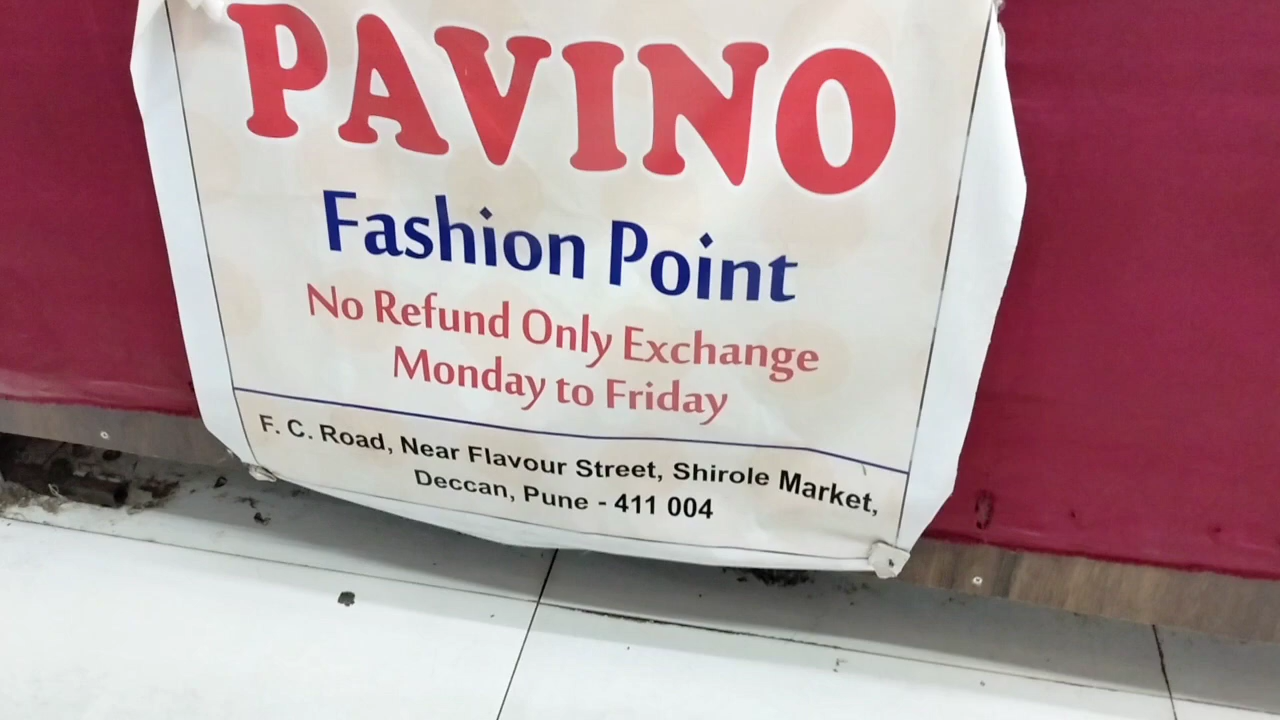 PAVINO
Fashion Point
No Refund Only Exchange
Monday to Friday
F. C. Road, Near Flavour Street, Shirole Market,
Deccan, Pune - 411 004